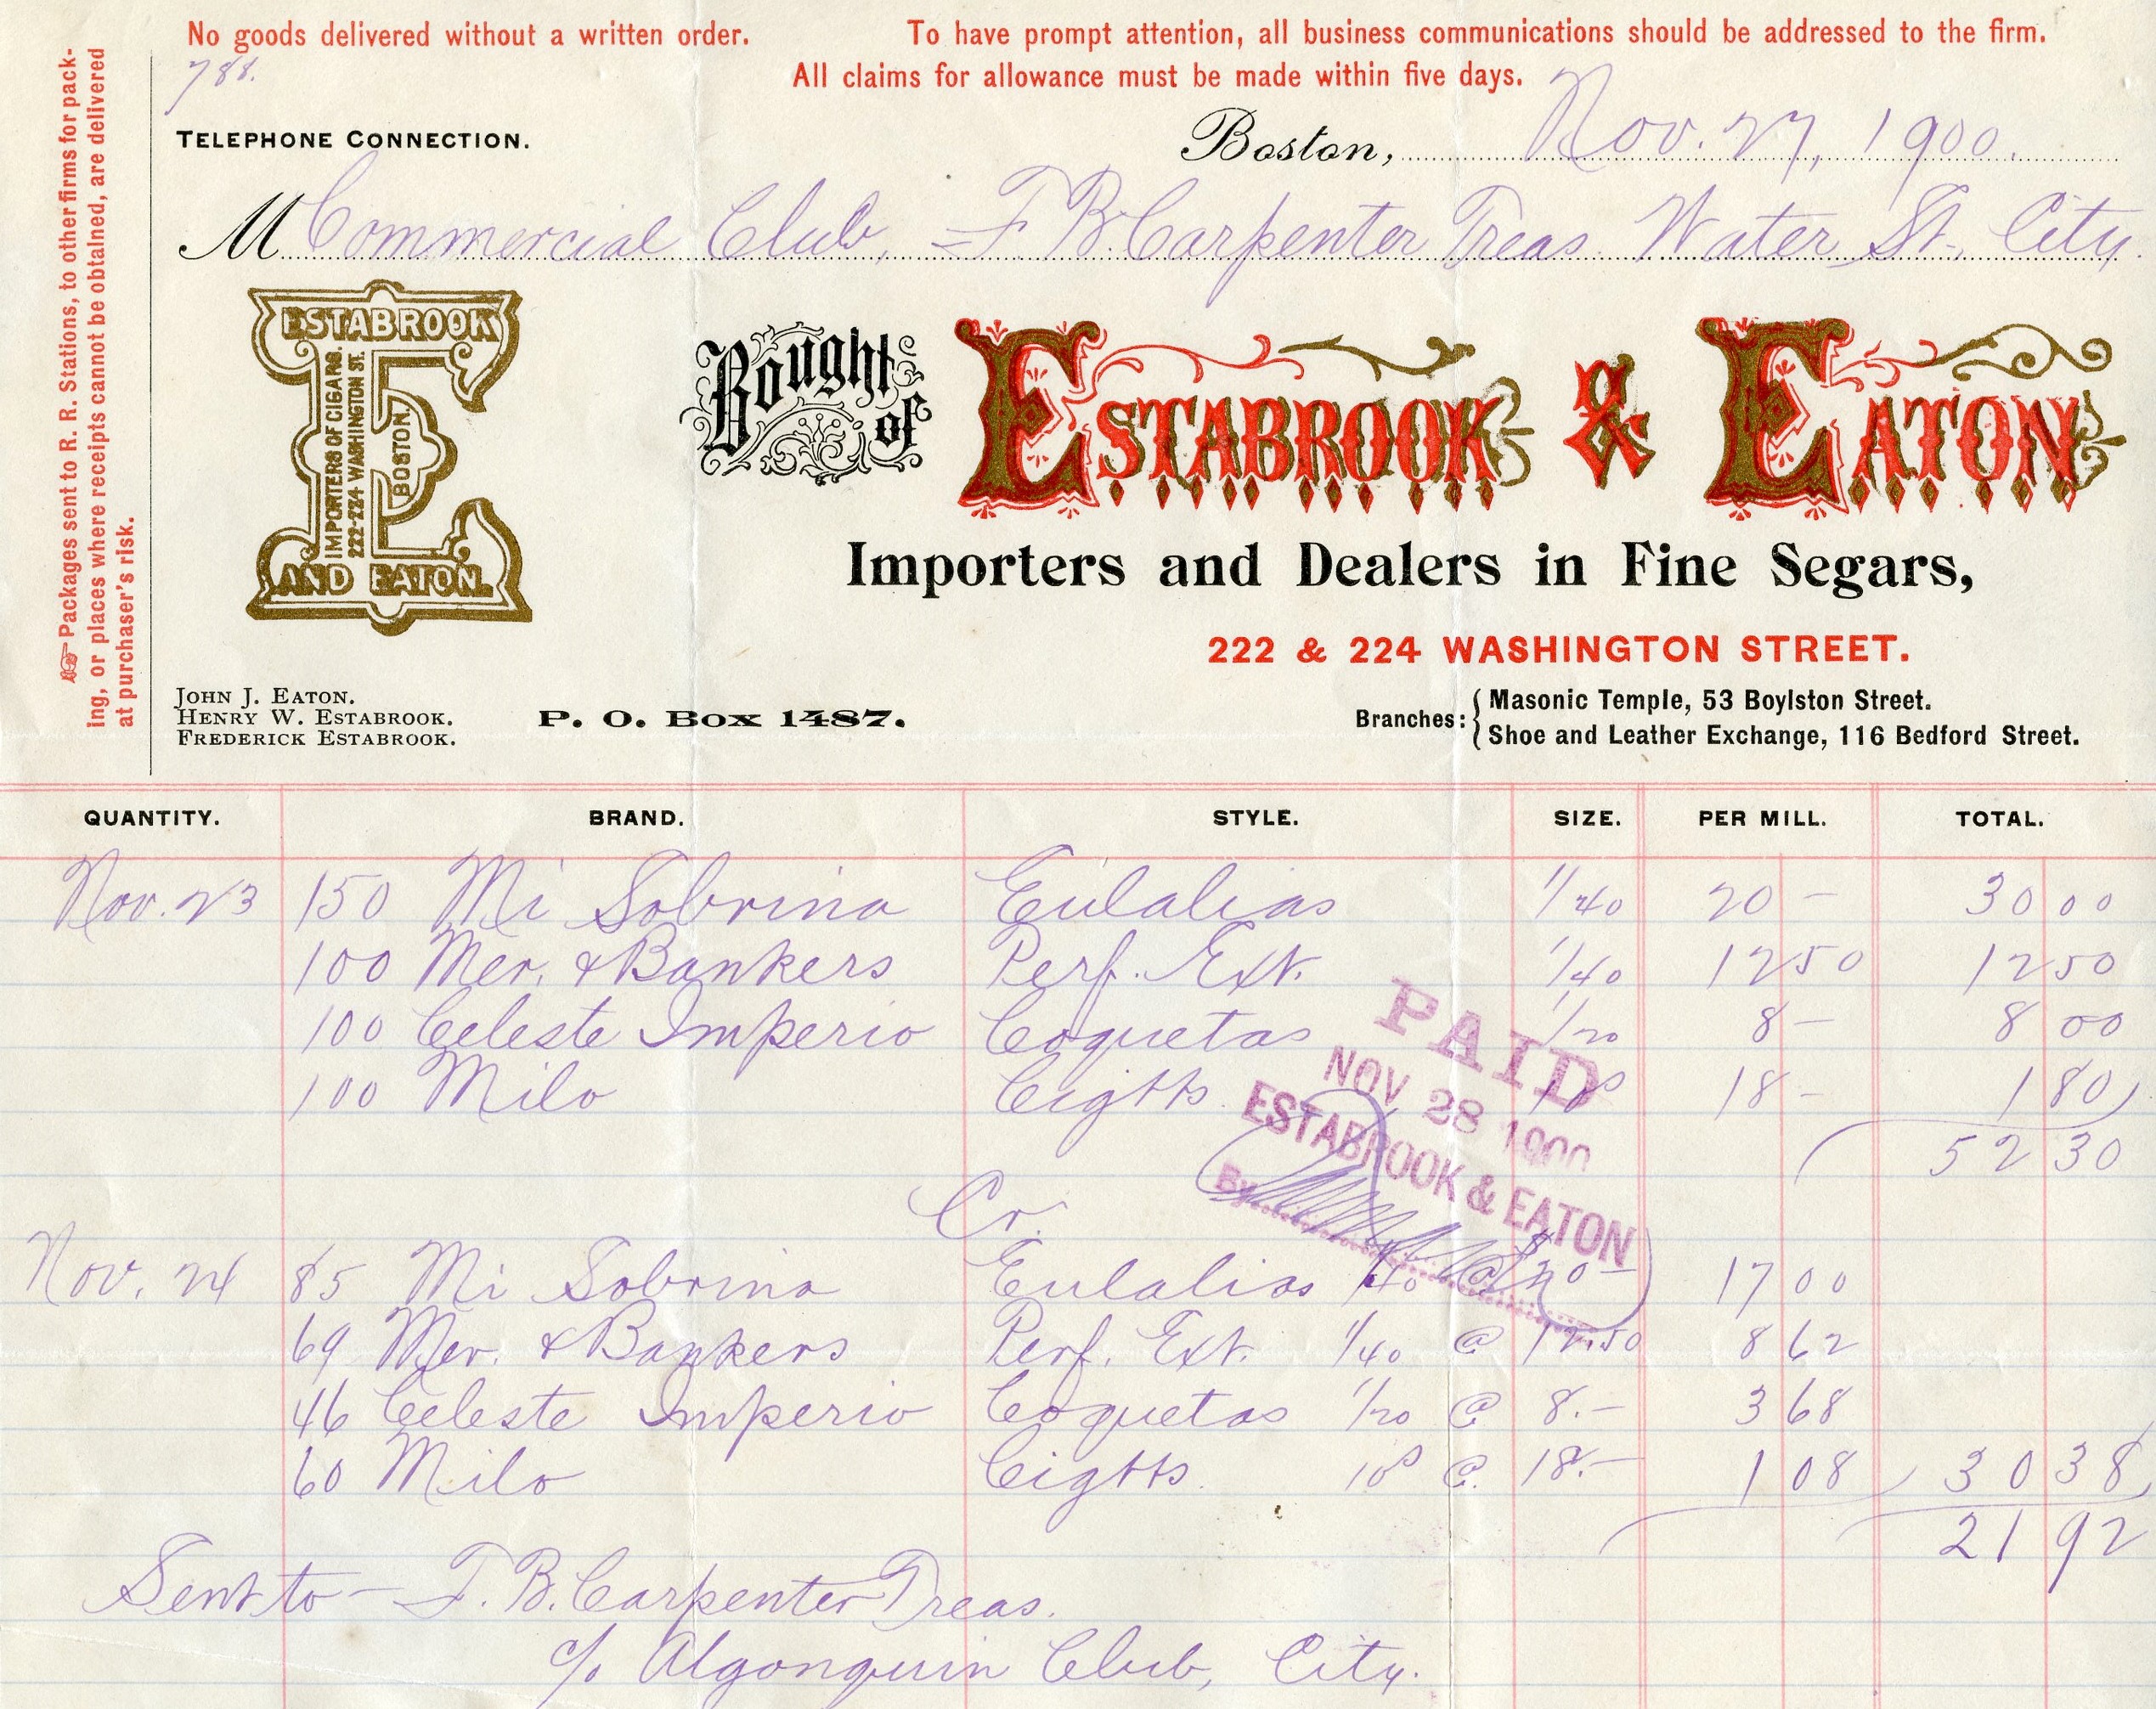 No goods delivered without a written order. To have prompt attention, all business communications should be addressed to the firm.
788. All claims for allowance must be made within five days.
☞ Packages sent to R. R. Stations, to other firms for pack-
ing, or places where receipts cannot be obtained, are delivered
at purchaser's risk.
TELEPHONE CONNECTION. Boston, Nov. 27, 1900.
M Commercial Club, - F. B. Carpenter Treas. Water St., City.
ESTABROOK
IMPORTERS OF CIGARS.
222-224 WASHINGTON ST.
BOSTON.
AND EATON.
Bought of ESTABROOK & EATON
Importers and Dealers in Fine Segars,
222 & 224 WASHINGTON STREET.
JOHN J. EATON.
HENRY W. ESTABROOK.
FREDERICK ESTABROOK.
P. O. Box 1487.
Branches: Masonic Temple, 53 Boylston Street.
Shoe and Leather Exchange, 116 Bedford Street.
QUANTITY. BRAND. STYLE. SIZE. PER MILL. TOTAL.
Nov. 23 150 Mi Sobrina Eulalias 1/40 20 - 30 00
100 Mer. & Bankers Perf. Ext. 1/40 12 50 12 50
100 Celeste Imperio Coquetas 1/20 8 - 8 00
100 Milo Cigtts. 10s 18 - 1 80
52 30
PAID
NOV 28 1900
ESTABROOK & EATON
By
Cr.
Nov. 24 85 Mi Sobrina Eulalias 1/40 @ $20 - 17 00
69 Mer. & Bankers Perf. Ext. 1/40 @ 12.50 8 62
46 Celeste Imperio Coquetas 1/20 @ 8.- 3 68
60 Milo Cigtts. 10s @ 18.- 1 08 30 38
21 92
Sent to - F. B. Carpenter Treas.
c/o Algonquin Club, City.